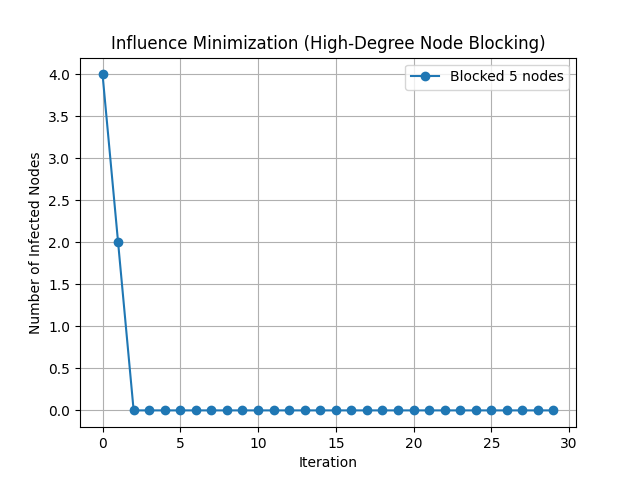 Influence Minimization (High-Degree Node Blocking)
Blocked 5 nodes
Number of Infected Nodes
4.0
3.5
3.0
2.5
2.0
1.5
1.0
0.5
0.0
0 5 10 15 20 25 30
Iteration